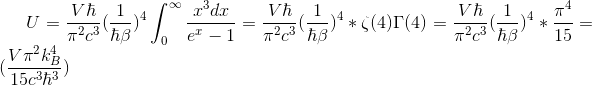 U = \frac{V\hbar}{\pi^2 c^3} (\frac{1}{\hbar\beta})^4 \int_0^\infty \frac{x^3 dx}{e^x - 1} = \frac{V\hbar}{\pi^2 c^3} (\frac{1}{\hbar\beta})^4 * \zeta(4)\Gamma(4) = \frac{V\hbar}{\pi^2 c^3} (\frac{1}{\hbar\beta})^4 * \frac{\pi^4}{15} =
(\frac{V\pi^2 k_B^4}{15c^3\hbar^3})